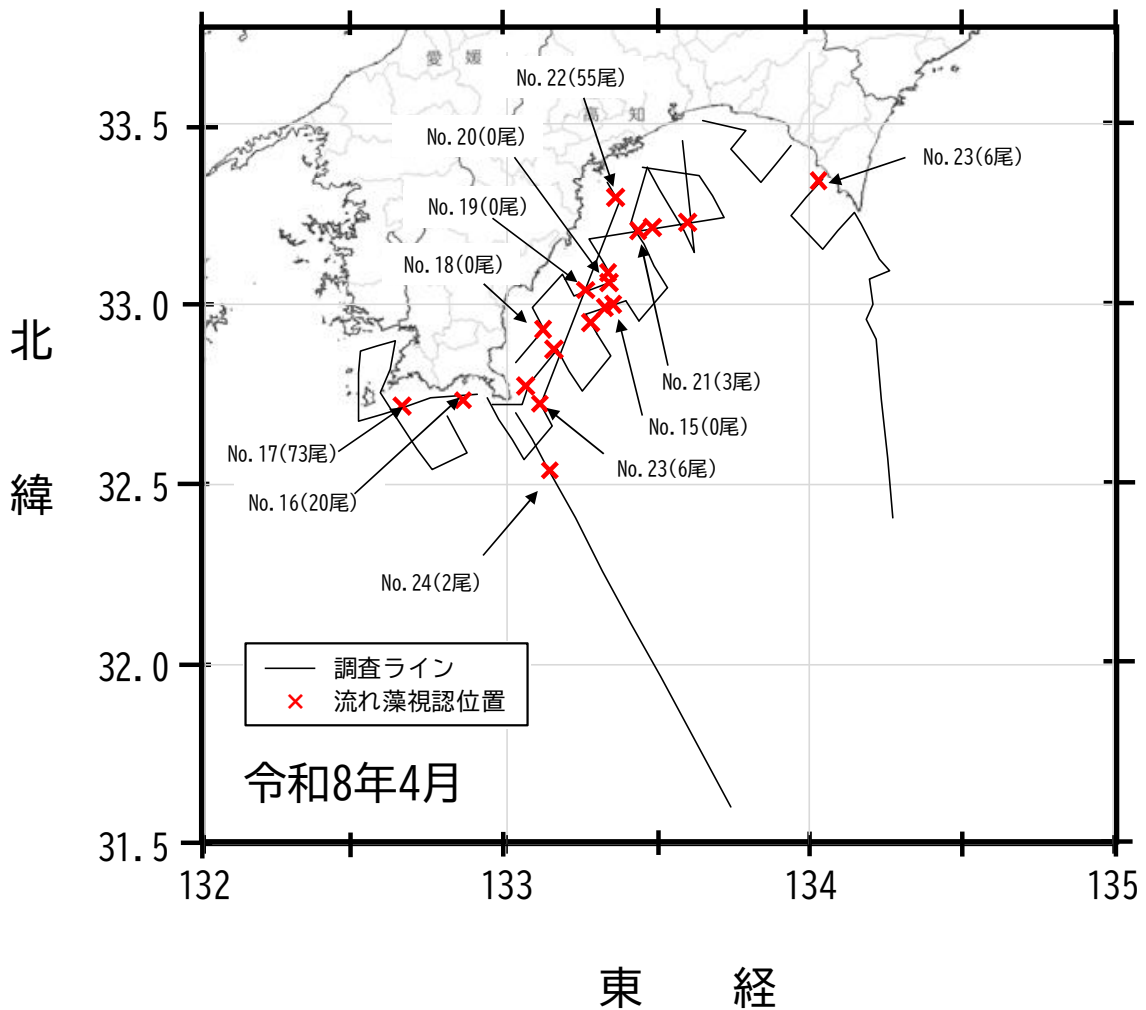 愛 媛
No.22(55尾)
高 知
33.5
No.20(0尾)
No.23(6尾)
No.19(0尾)
No.18(0尾)
33.0
北
緯
No.21(3尾)
No.15(0尾)
No.17(73尾)
No.23(6尾)
32.5
No.16(20尾)
No.24(2尾)
32.0
調査ライン
流れ藻視認位置
令和8年4月
31.5
132
133
134
135
東 経